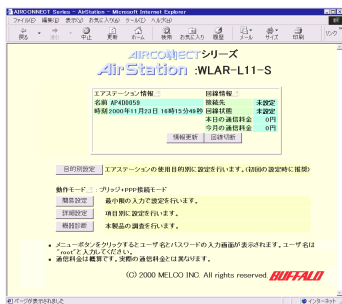 AIRCONNECT Series - AirStation - Microsoft Internet Explorer
ファイル(F) 編集(E) 表示(V) お気に入り(A) ツール(T) ヘルプ(H)
戻る 進む 中止 更新 ホーム 検索 お気に入り 履歴 メール サイズ 印刷 リンク
AIRCONNECTシリーズ
AirStation :WLAR-L11-S
エアステーション情報
名前 AP4D0059
時刻 2000年11月23日 16時15分49秒
回線情報
接続先 未設定
回線状態 未設定
本日の通信料金 0円
今月の通信料金 0円
情報更新 回線切断
目的別設定 エアステーションの使用目的別に設定を行います。(初回の設定時に推奨)
動作モード : ブリッジ+PPP接続モード
簡易設定 最小限の入力で設定を行います。
詳細設定 項目別に設定を行います。
機器診断 本製品の調査を行います。
• メニューボタンをクリックするとユーザ名とパスワードの入力画面が表示されます。ユーザ名は
"root"と入力してください。
• 通信料金は概算です。実際の通信料金とは異なります。
(C) 2000 MELCO INC. All rights reserved. BUFFALO
ページが表示されました インターネット